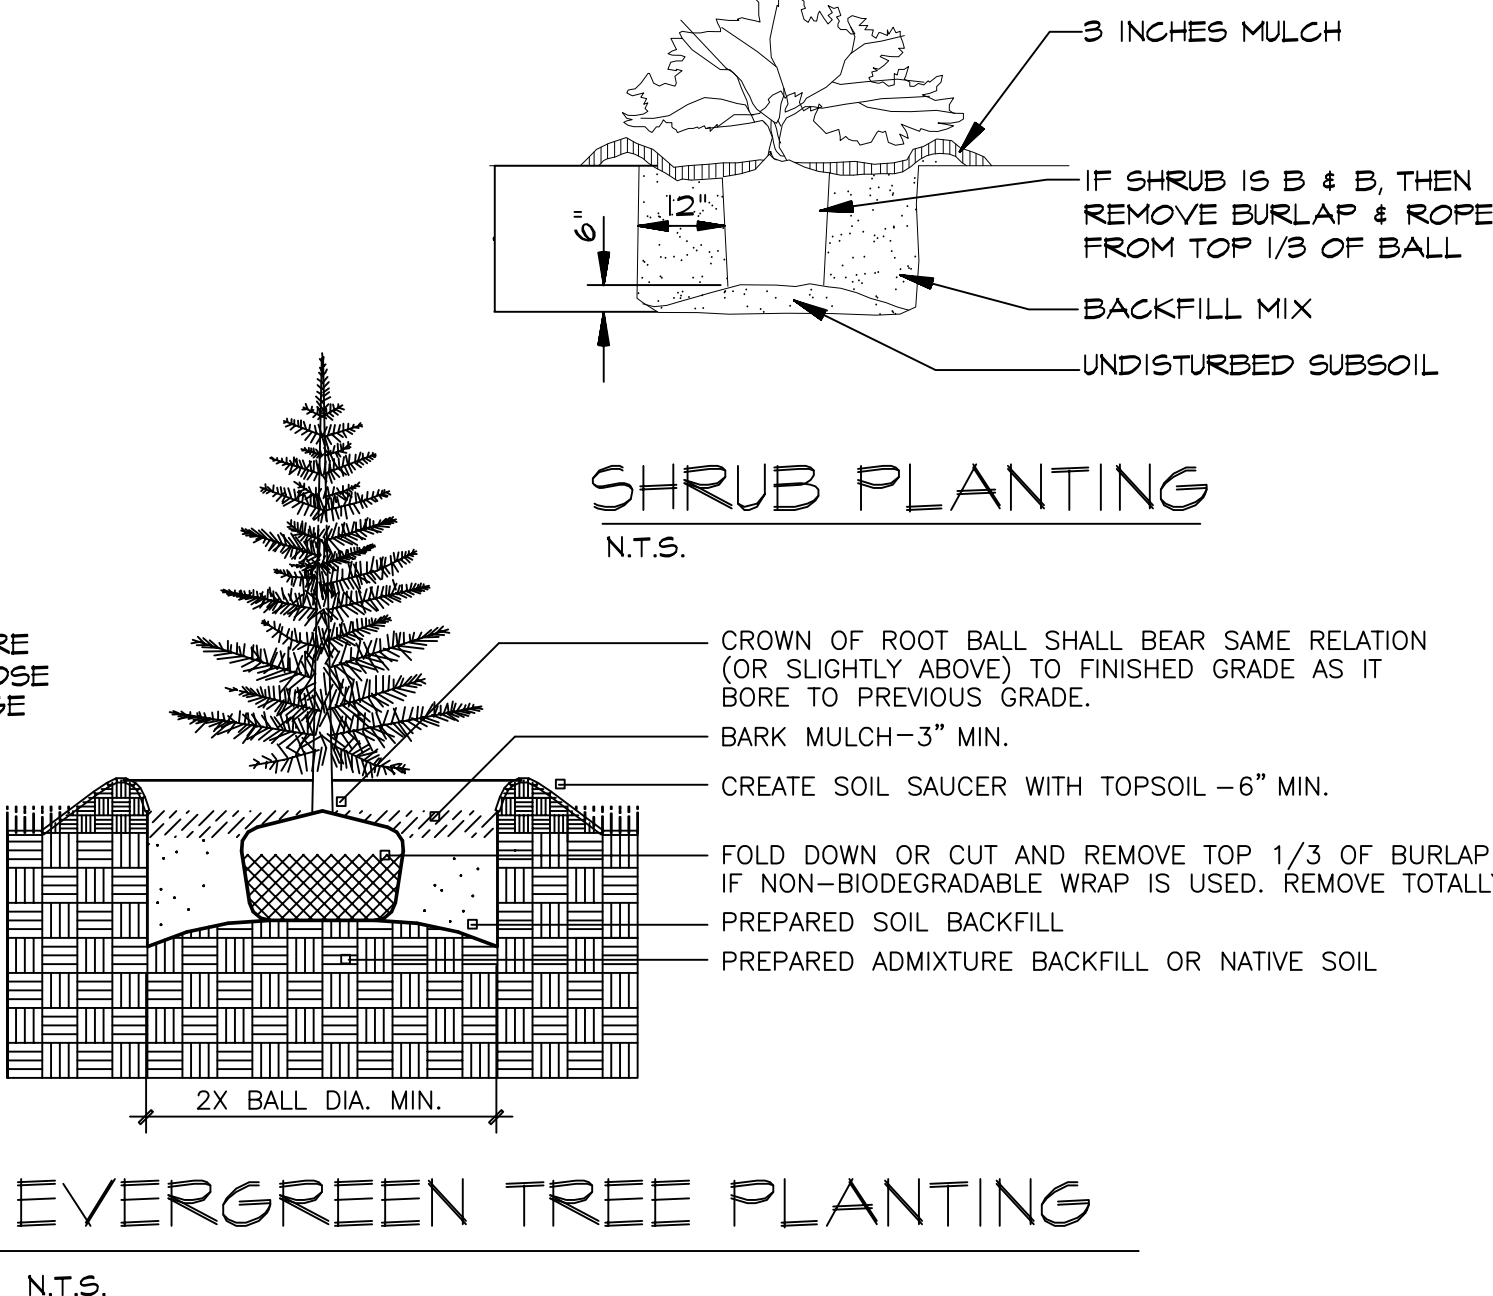 3 INCHES MULCH
IF SHRUB IS B & B, THEN
REMOVE BURLAP & ROPE
FROM TOP 1/3 OF BALL
12"
6"
BACKFILL MIX
UNDISTURBED SUBSOIL
SHRUB PLANTING
N.T.S.
RE
OSE
GE
CROWN OF ROOT BALL SHALL BEAR SAME RELATION
(OR SLIGHTLY ABOVE) TO FINISHED GRADE AS IT
BORE TO PREVIOUS GRADE.
BARK MULCH-3" MIN.
CREATE SOIL SAUCER WITH TOPSOIL -6" MIN.
FOLD DOWN OR CUT AND REMOVE TOP 1/3 OF BURLAP
IF NON-BIODEGRADABLE WRAP IS USED. REMOVE TOTALLY
PREPARED SOIL BACKFILL
PREPARED ADMIXTURE BACKFILL OR NATIVE SOIL
2X BALL DIA. MIN.
EVERGREEN TREE PLANTING
N.T.S.